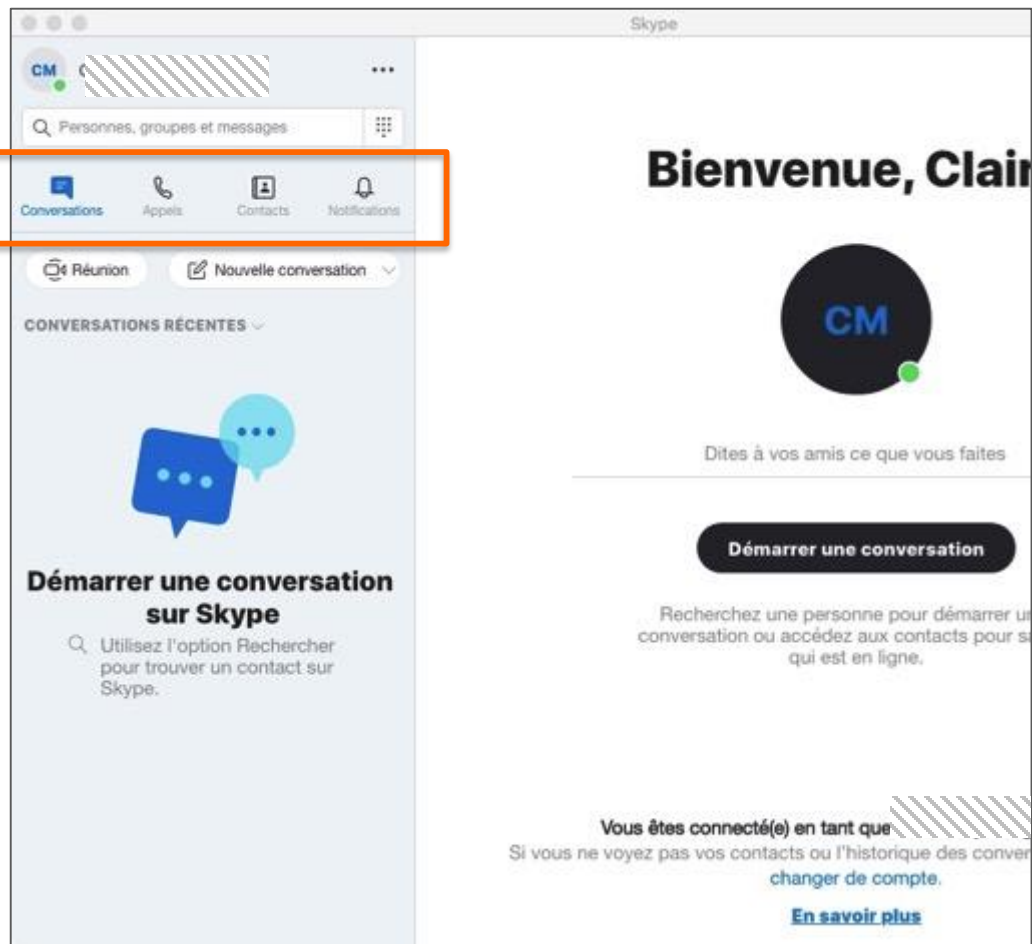 Skype
CM
Personnes, groupes et messages
Conversations Appels Contacts Notifications
Réunion Nouvelle conversation
CONVERSATIONS RÉCENTES
Démarrer une conversation
sur Skype
Utilisez l'option Rechercher
pour trouver un contact sur
Skype.
Bienvenue, Clair
CM
Dites à vos amis ce que vous faites
Démarrer une conversation
Recherchez une personne pour démarrer
conversation ou accédez aux contacts pour
qui est en ligne.
Vous êtes connecté(e) en tant que
Si vous ne voyez pas vos contacts ou l'historique des conver
changer de compte.
En savoir plus